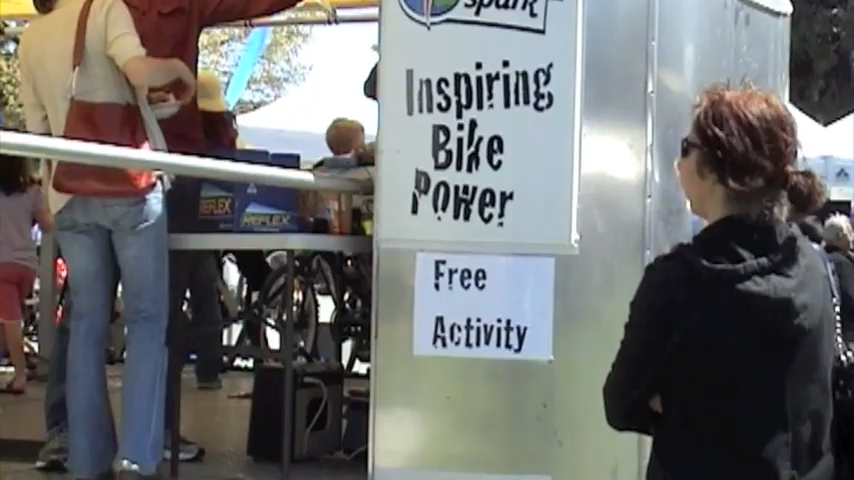 spark
Inspiring
Bike
Power
Free
Activity
REFLEX
REFLEX